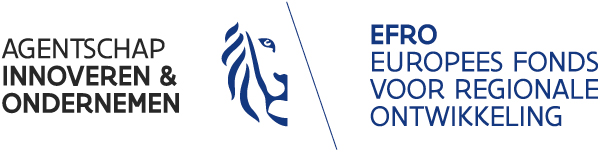 AGENTSCHAP
INNOVEREN &
ONDERNEMEN
EFRO
EUROPEES FONDS
VOOR REGIONALE
ONTWIKKELING